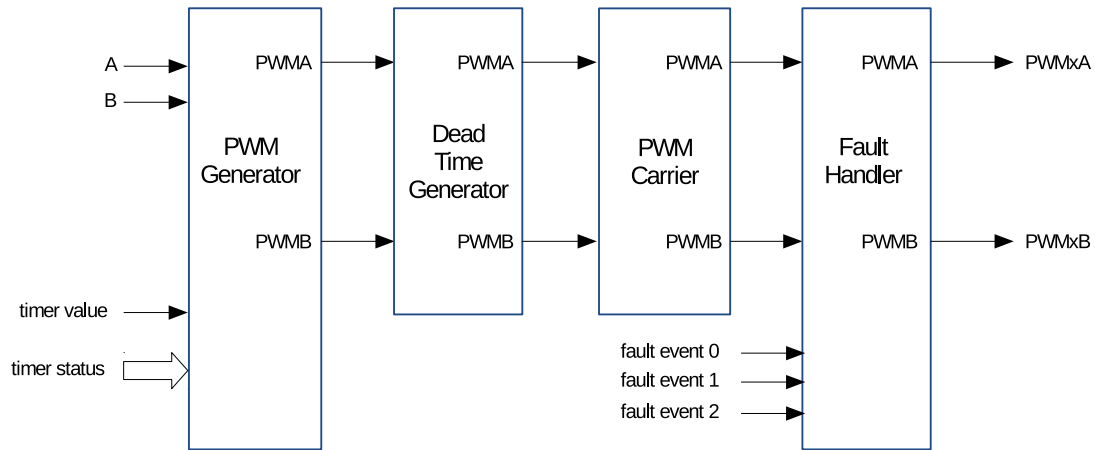 A
B
PWMA
PWM
Generator
PWMB
timer value
timer status
PWMA
Dead
Time
Generator
PWMB
PWMA
PWM
Carrier
PWMB
fault event 0
fault event 1
fault event 2
PWMA
Fault
Handler
PWMB
PWMxA
PWMxB